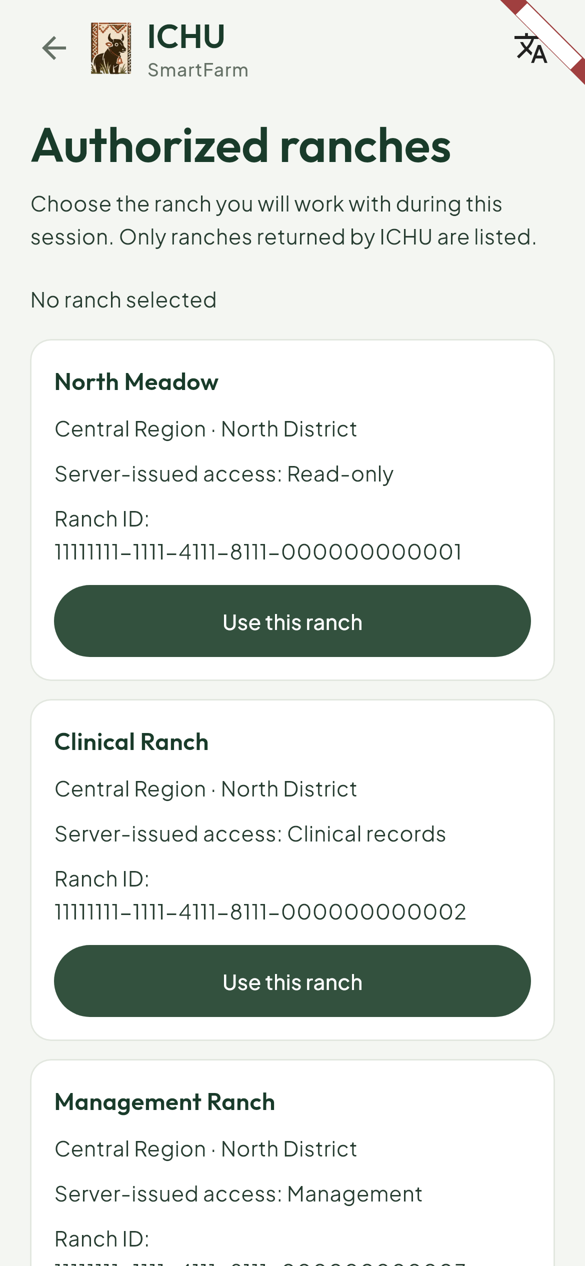 ICHU
SmartFarm
Authorized ranches
Choose the ranch you will work with during this
session. Only ranches returned by ICHU are listed.
No ranch selected
North Meadow
Central Region · North District
Server-issued access: Read-only
Ranch ID:
11111111-1111-4111-8111-000000000001
Use this ranch
Clinical Ranch
Central Region · North District
Server-issued access: Clinical records
Ranch ID:
11111111-1111-4111-8111-000000000002
Use this ranch
Management Ranch
Central Region · North District
Server-issued access: Management
Ranch ID: